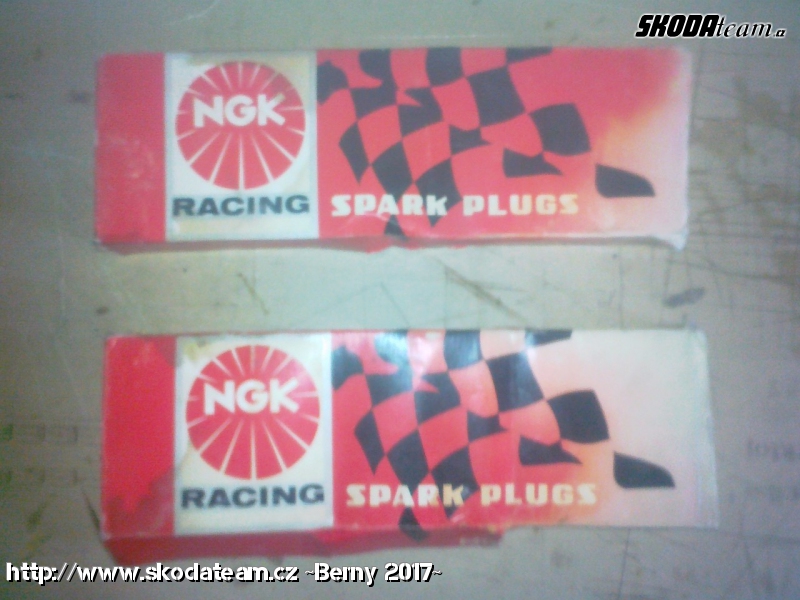 SKODAteam.cz
NGK
RACING
SPARK PLUGS
NGK
RACING
SPARK PLUGS
http://www.skodateam.cz ~Berny 2017~